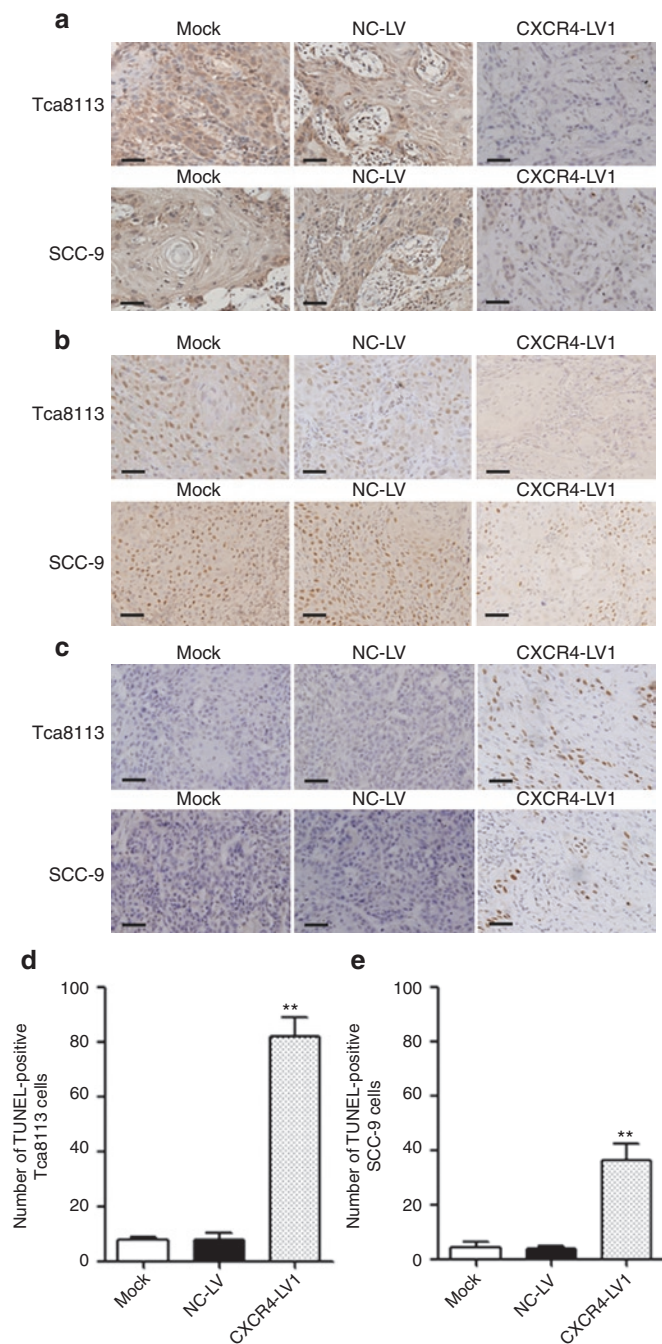 a
Mock NC-LV CXCR4-LV1
Tca8113
Mock NC-LV CXCR4-LV1
SCC-9
b
Mock NC-LV CXCR4-LV1
Tca8113
Mock NC-LV CXCR4-LV1
SCC-9
c
Mock NC-LV CXCR4-LV1
Tca8113
Mock NC-LV CXCR4-LV1
SCC-9
d
Number of TUNEL-positive
Tca8113 cells
100
80
60
40
20
0
**
Mock
NC-LV
CXCR4-LV1
e
Number of TUNEL-positive
SCC-9 cells
100
80
60
40
20
0
**
Mock
NC-LV
CXCR4-LV1